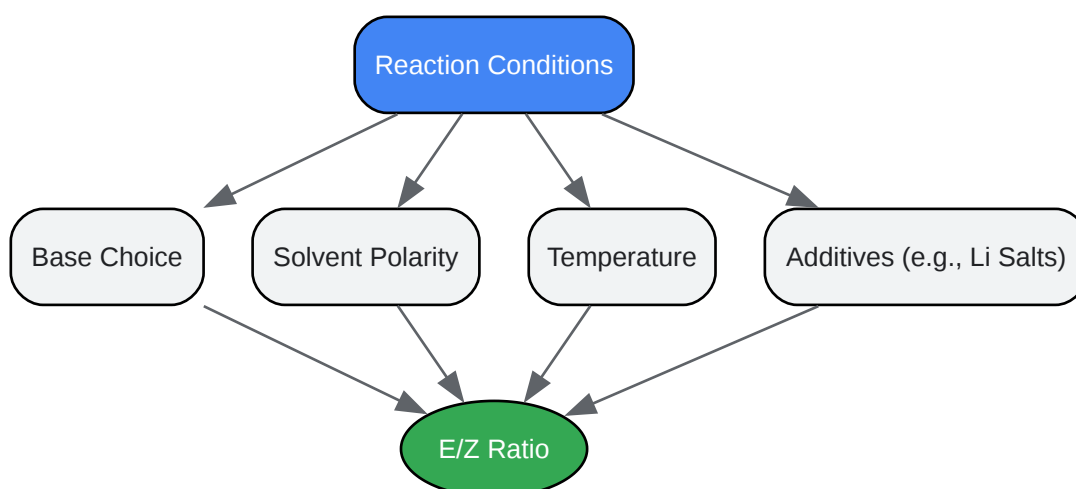 Reaction Conditions
Base Choice
Solvent Polarity
Temperature
Additives (e.g., Li Salts)
E/Z Ratio